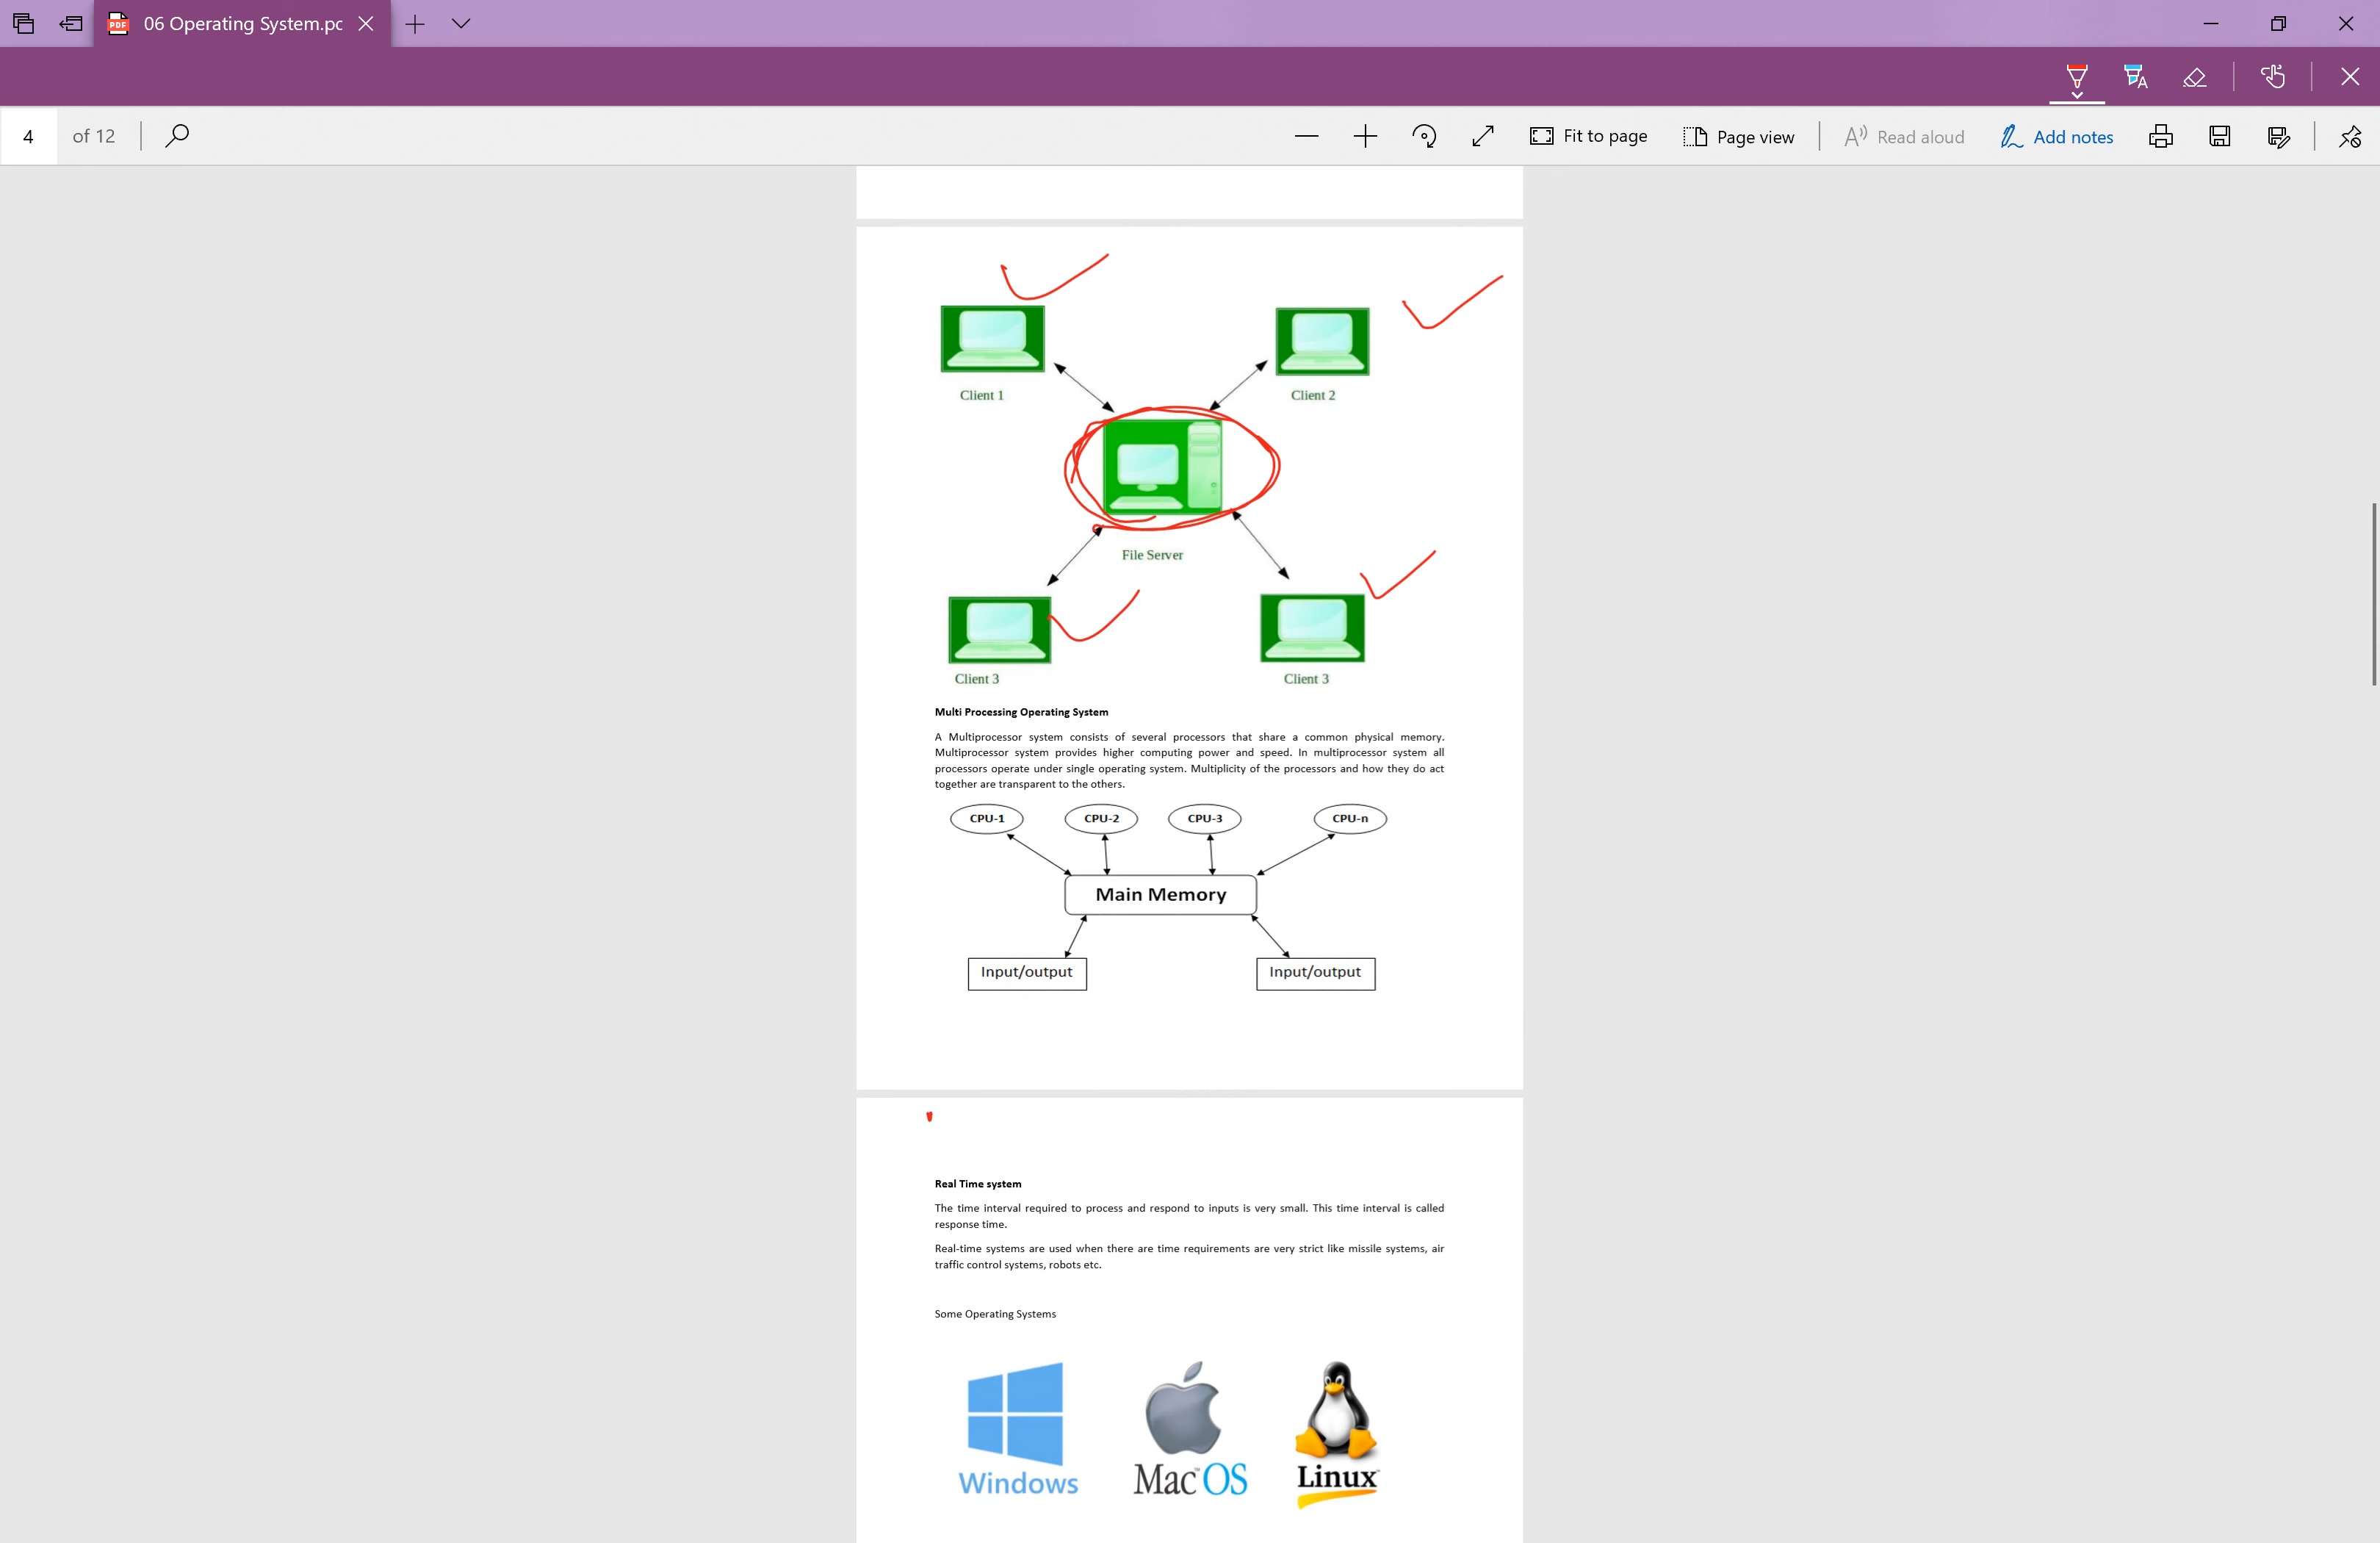 06 Operating System.pc
4 of 12
Fit to page
Page view
Read aloud
Add notes
Client 1
Client 2
File Server
Client 3
Client 3
Multi Processing Operating System
A Multiprocessor system consists of several processors that share a common physical memory.
Multiprocessor system provides higher computing power and speed. In multiprocessor system all
processors operate under single operating system. Multiplicity of the processors and how they do act
together are transparent to the others.
CPU-1
CPU-2
CPU-3
CPU-n
Main Memory
Input/output
Input/output
Real Time system
The time interval required to process and respond to inputs is very small. This time interval is called
response time.
Real-time systems are used when there are time requirements are very strict like missile systems, air
traffic control systems, robots etc.
Some Operating Systems
Windows
Mac™OS
Linux